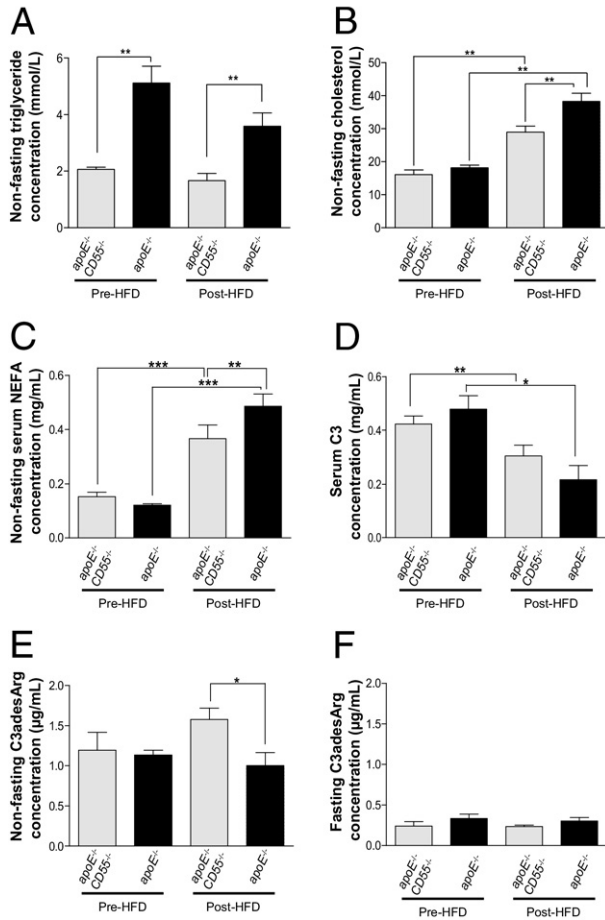 A
Non-fasting triglyceride
concentration (mmol/L)
6
4
2
0
**
**
apoE-/-
CD55-/-
apoE-/-
apoE-/-
CD55-/-
apoE-/-
Pre-HFD
Post-HFD
B
Non-fasting cholesterol
concentration (mmol/L)
50
40
30
20
10
0
**
**
**
apoE-/-
CD55-/-
apoE-/-
apoE-/-
CD55-/-
apoE-/-
Pre-HFD
Post-HFD
C
Non-fasting serum NEFA
concentration (mg/mL)
0.6
0.4
0.2
0.0
***
**
***
apoE-/-
CD55-/-
apoE-/-
apoE-/-
CD55-/-
apoE-/-
Pre-HFD
Post-HFD
D
Serum C3
concentration (mg/mL)
0.6
0.4
0.2
0.0
**
*
apoE-/-
CD55-/-
apoE-/-
apoE-/-
CD55-/-
apoE-/-
Pre-HFD
Post-HFD
E
Non-fasting C3adesArg
concentration (µg/mL)
2.0
1.5
1.0
0.5
0.0
*
apoE-/-
CD55-/-
apoE-/-
apoE-/-
CD55-/-
apoE-/-
Pre-HFD
Post-HFD
F
Fasting C3adesArg
concentration (µg/mL)
2.0
1.5
1.0
0.5
0.0
apoE-/-
CD55-/-
apoE-/-
apoE-/-
CD55-/-
apoE-/-
Pre-HFD
Post-HFD